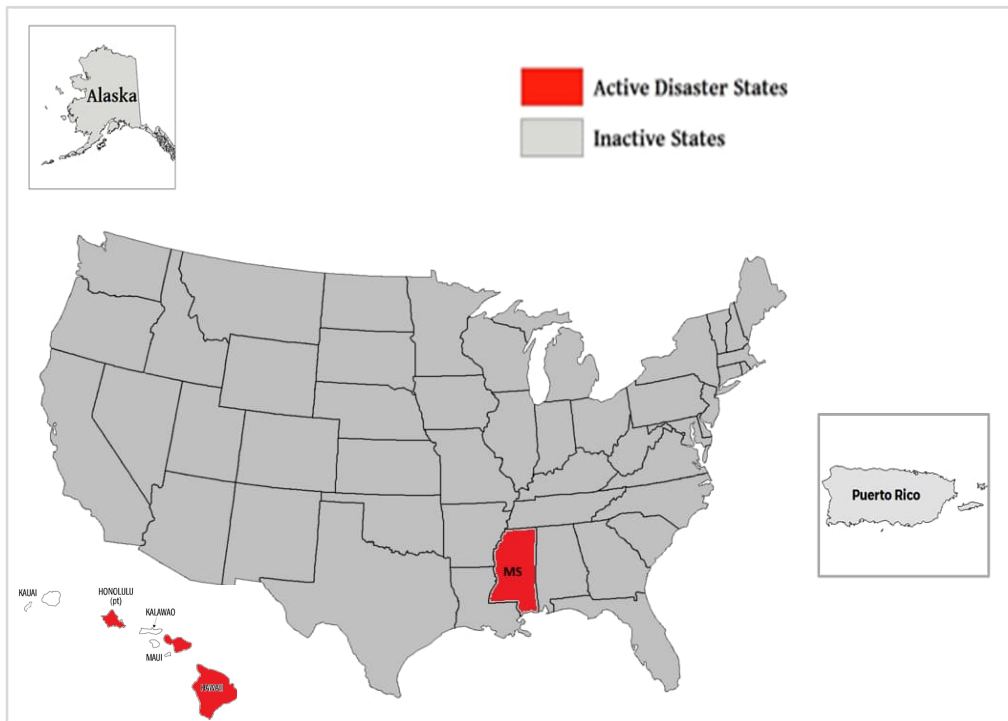 Alaska
Active Disaster States
Inactive States
Puerto Rico
MS
KAUAI
HONOLULU
(pt)
KALAWAO
MAUI
HAWAII